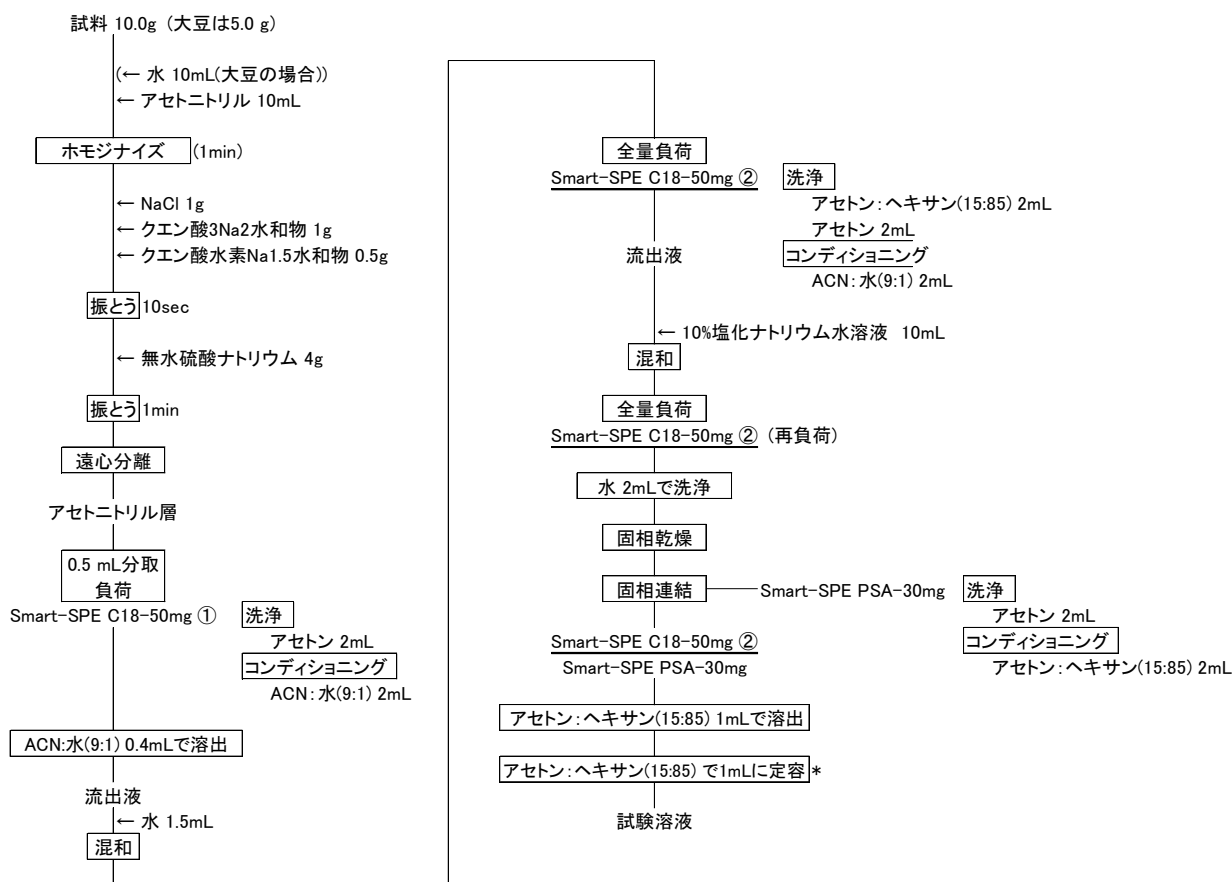 試料 10.0g (大豆は5.0 g)
(← 水 10mL(大豆の場合))
← アセトニトリル 10mL
ホモジナイズ (1min)
← NaCl 1g
← クエン酸3Na2水和物 1g
← クエン酸水素Na1.5水和物 0.5g
振とう 10sec
← 無水硫酸ナトリウム 4g
振とう 1min
遠心分離
アセトニトリル層
0.5 mL分取
負荷
Smart-SPE C18-50mg ① 洗浄
アセトン 2mL
コンディショニング
ACN:水(9:1) 2mL
ACN:水(9:1) 0.4mLで溶出
流出液
← 水 1.5mL
混和
全量負荷
Smart-SPE C18-50mg ② 洗浄
アセトン:ヘキサン(15:85) 2mL
アセトン 2mL
流出液 コンディショニング
ACN:水(9:1) 2mL
← 10%塩化ナトリウム水溶液 10mL
混和
全量負荷
Smart-SPE C18-50mg ② (再負荷)
水 2mLで洗浄
固相乾燥
固相連結 Smart-SPE PSA-30mg 洗浄
アセトン 2mL
Smart-SPE C18-50mg ② コンディショニング
Smart-SPE PSA-30mg アセトン:ヘキサン(15:85) 2mL
アセトン:ヘキサン(15:85) 1mLで溶出
アセトン:ヘキサン(15:85) で1mLに定容*
試験溶液